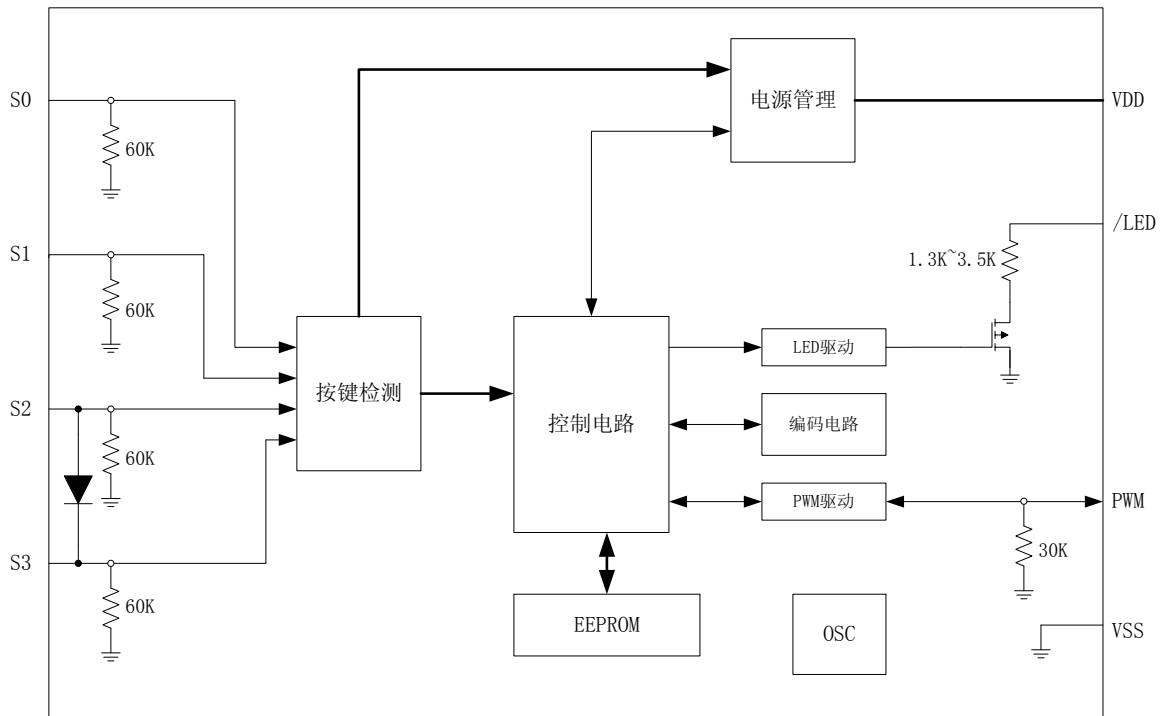 S0
60K
电源管理
VDD
/LED
S1
1.3K~3.5K
60K
LED驱动
按键检测
S2
控制电路
编码电路
60K
PWM驱动
PWM
S3
30K
60K
EEPROM
OSC
VSS